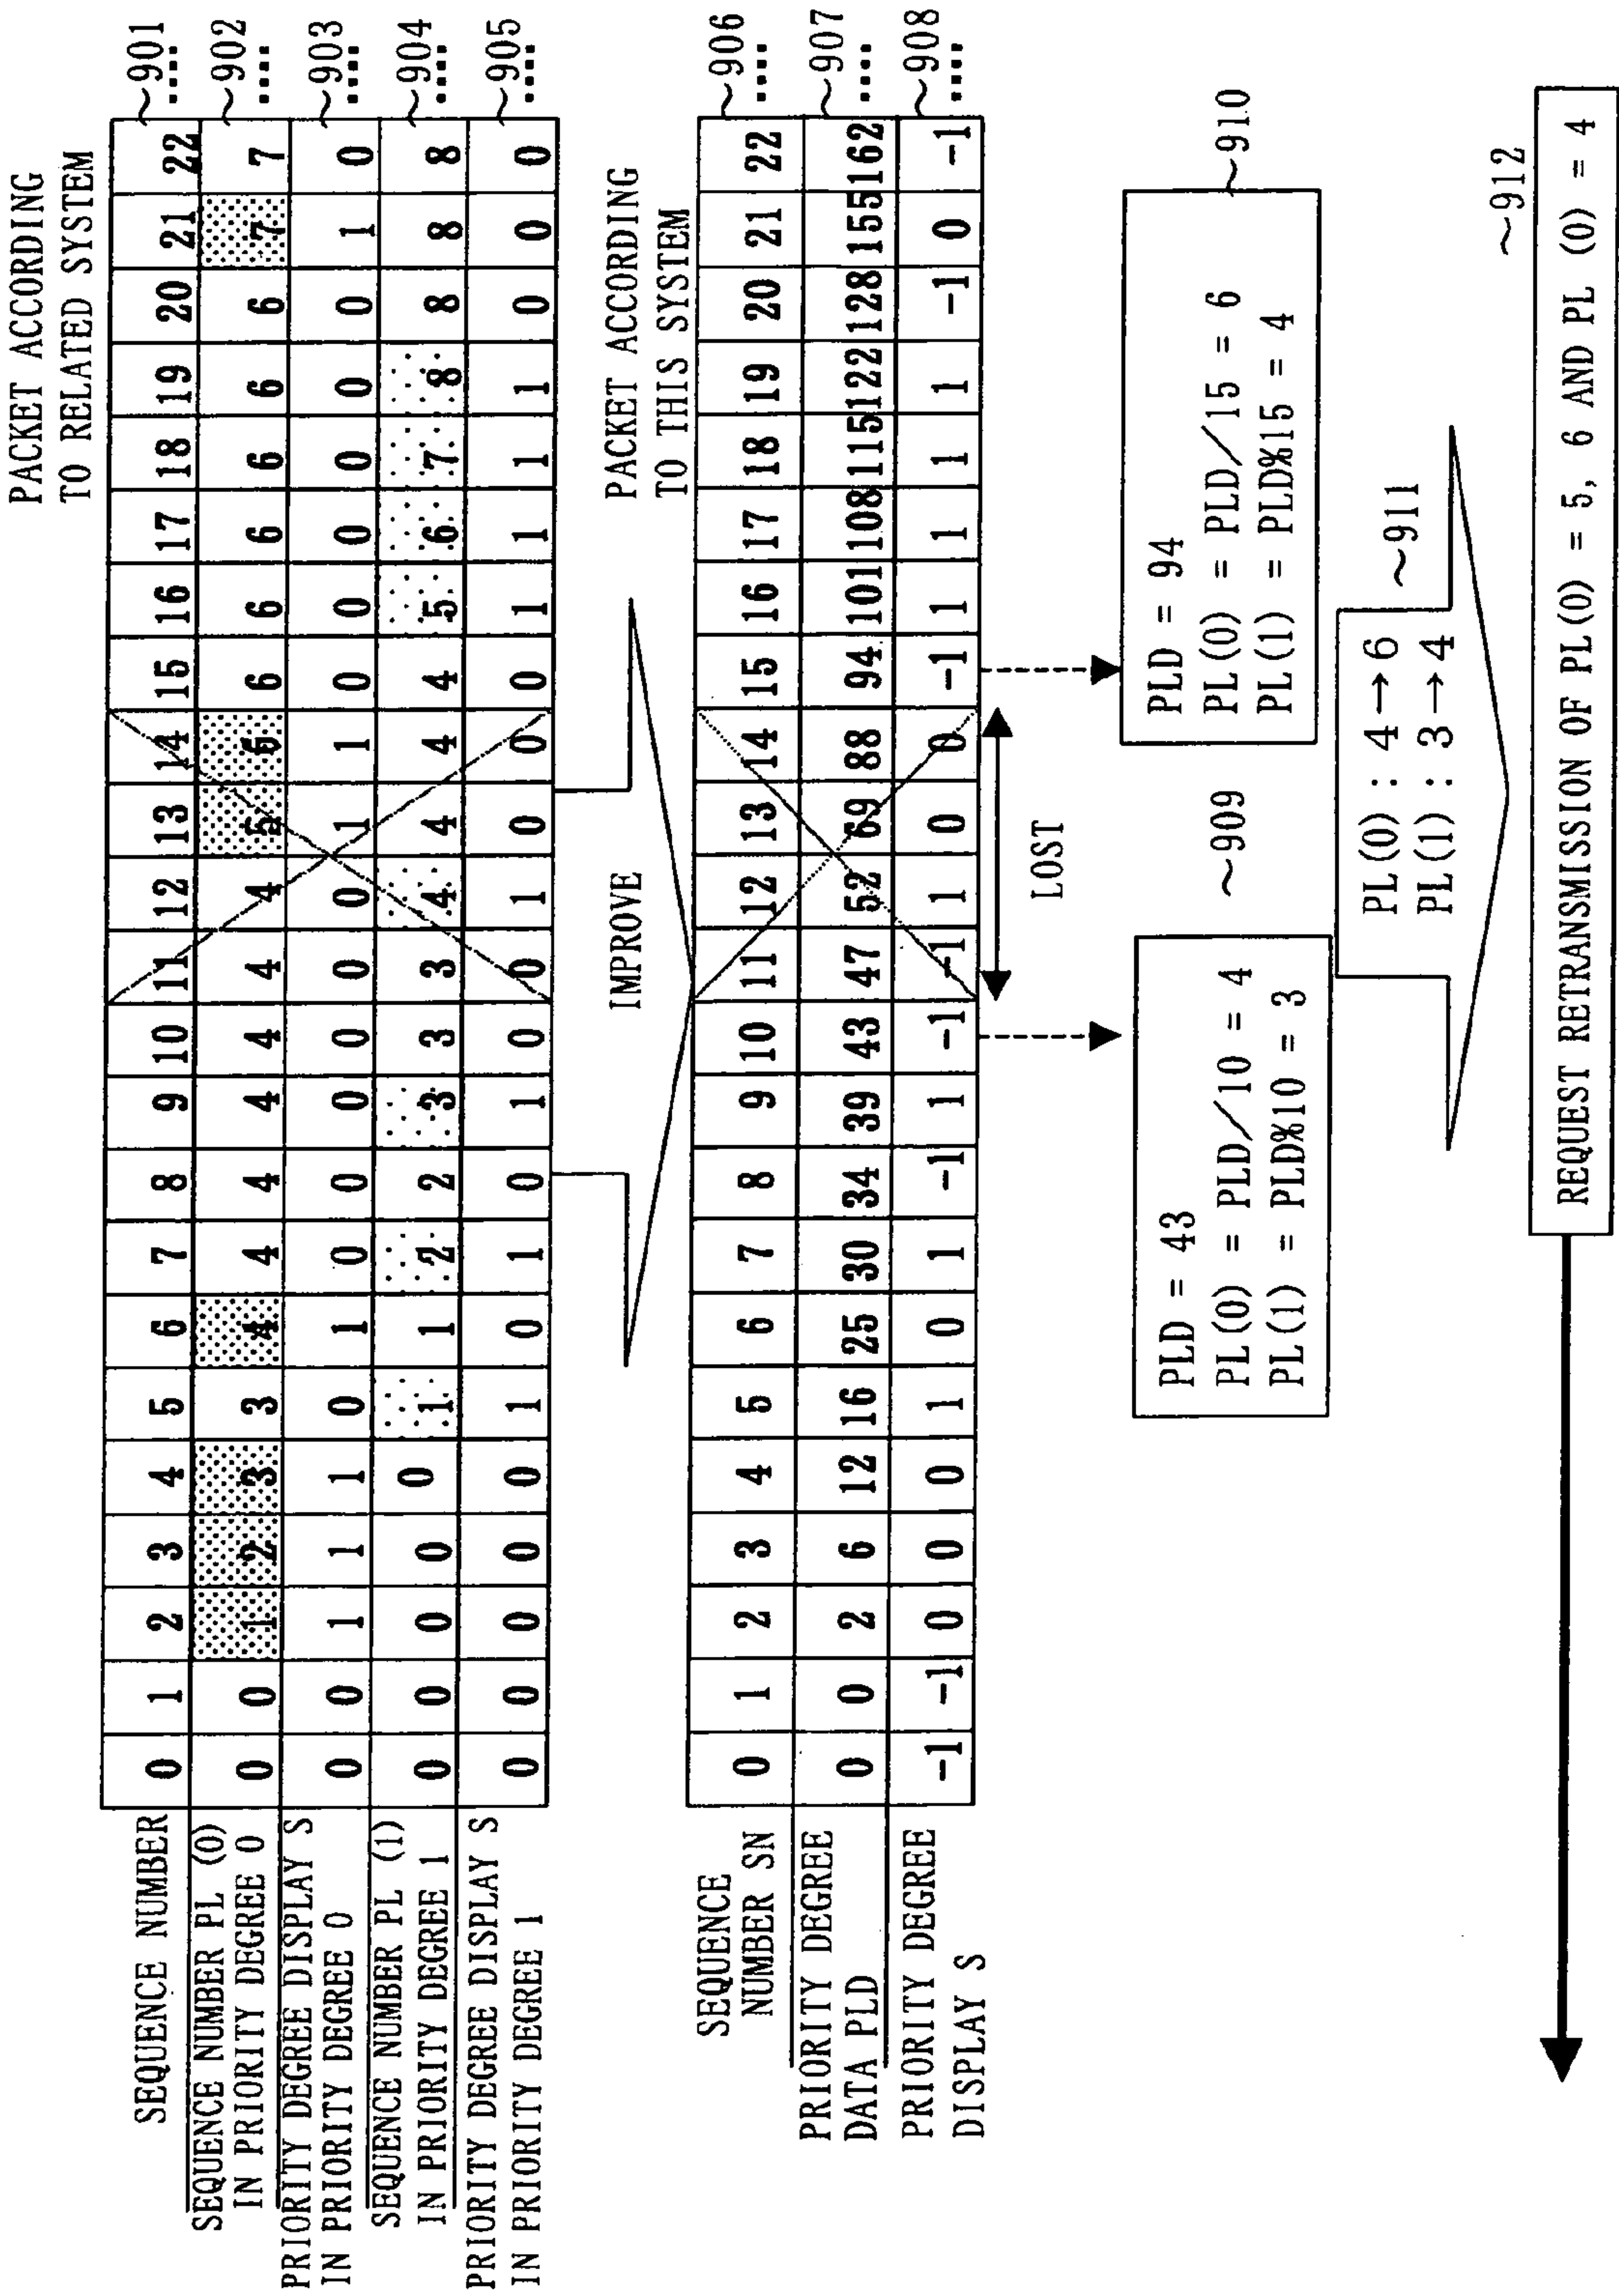 PACKET ACCORDING
TO RELATED SYSTEM
SEQUENCE NUMBER 0 1 2 3 4 5 6 7 8 9 10 11 12 13 14 15 16 17 18 19 20 21 22 ~901
SEQUENCE NUMBER PL (0)
IN PRIORITY DEGREE 0
0 0 1 2 3 3 4 4 4 4 4 4 4 5 6 6 6 6 6 6 6 7 7 ~902
PRIORITY DEGREE DISPLAY S
IN PRIORITY DEGREE 0
0 0 1 1 1 0 1 0 0 0 0 0 0 1 1 0 0 0 0 0 0 1 0 ~903
SEQUENCE NUMBER PL (1)
IN PRIORITY DEGREE 1
0 0 0 0 0 1 1 2 2 3 3 3 4 4 4 4 5 6 7 8 8 8 8 ~904
PRIORITY DEGREE DISPLAY S
IN PRIORITY DEGREE 1
0 0 0 0 0 1 0 1 0 1 0 0 1 0 0 0 1 1 1 1 0 0 0 ~905
IMPROVE
PACKET ACCORDING
TO THIS SYSTEM
SEQUENCE
NUMBER SN
0 1 2 3 4 5 6 7 8 9 10 11 12 13 14 15 16 17 18 19 20 21 22 ~906
PRIORITY DEGREE
DATA PLD
0 0 2 6 12 16 25 30 34 39 43 47 52 69 88 94 101 108 115 122 128 155 162 ~907
PRIORITY DEGREE
DISPLAY S
-1 -1 0 0 0 1 0 1 -1 1 -1 -1 1 0 0 -1 1 1 1 1 -1 0 -1 ~908
LOST
PLD = 43
PL(0) = PLD/10 = 4
PL(1) = PLD%10 = 3
~909
PLD = 94
PL(0) = PLD/15 = 6
PL(1) = PLD%15 = 4
~910
PL(0) : 4→6
PL(1) : 3→4
~911
REQUEST RETRANSMISSION OF PL(0) = 5, 6 AND PL (0) = 4
~912